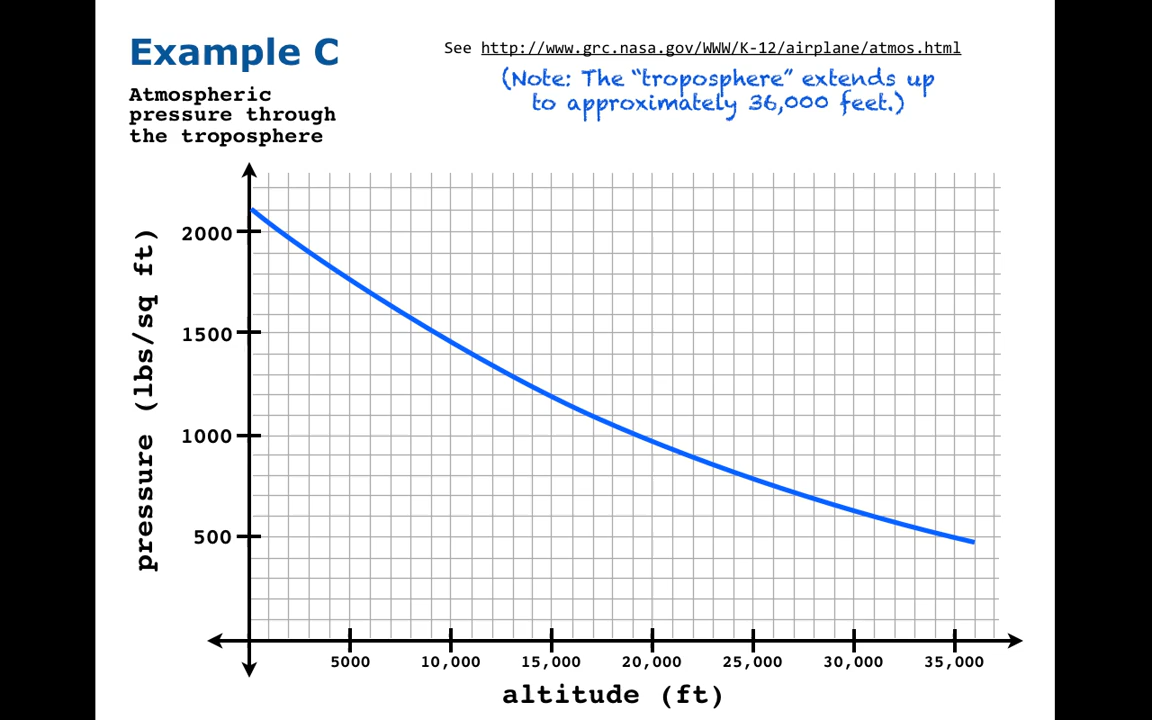 Example C
See http://www.grc.nasa.gov/WWW/K-12/airplane/atmos.html
(Note: The “troposphere” extends up
to approximately 36,000 feet.)
Atmospheric
pressure through
the troposphere
pressure (lbs/sq ft)
2000
1500
1000
500
5000 10,000 15,000 20,000 25,000 30,000 35,000
altitude (ft)